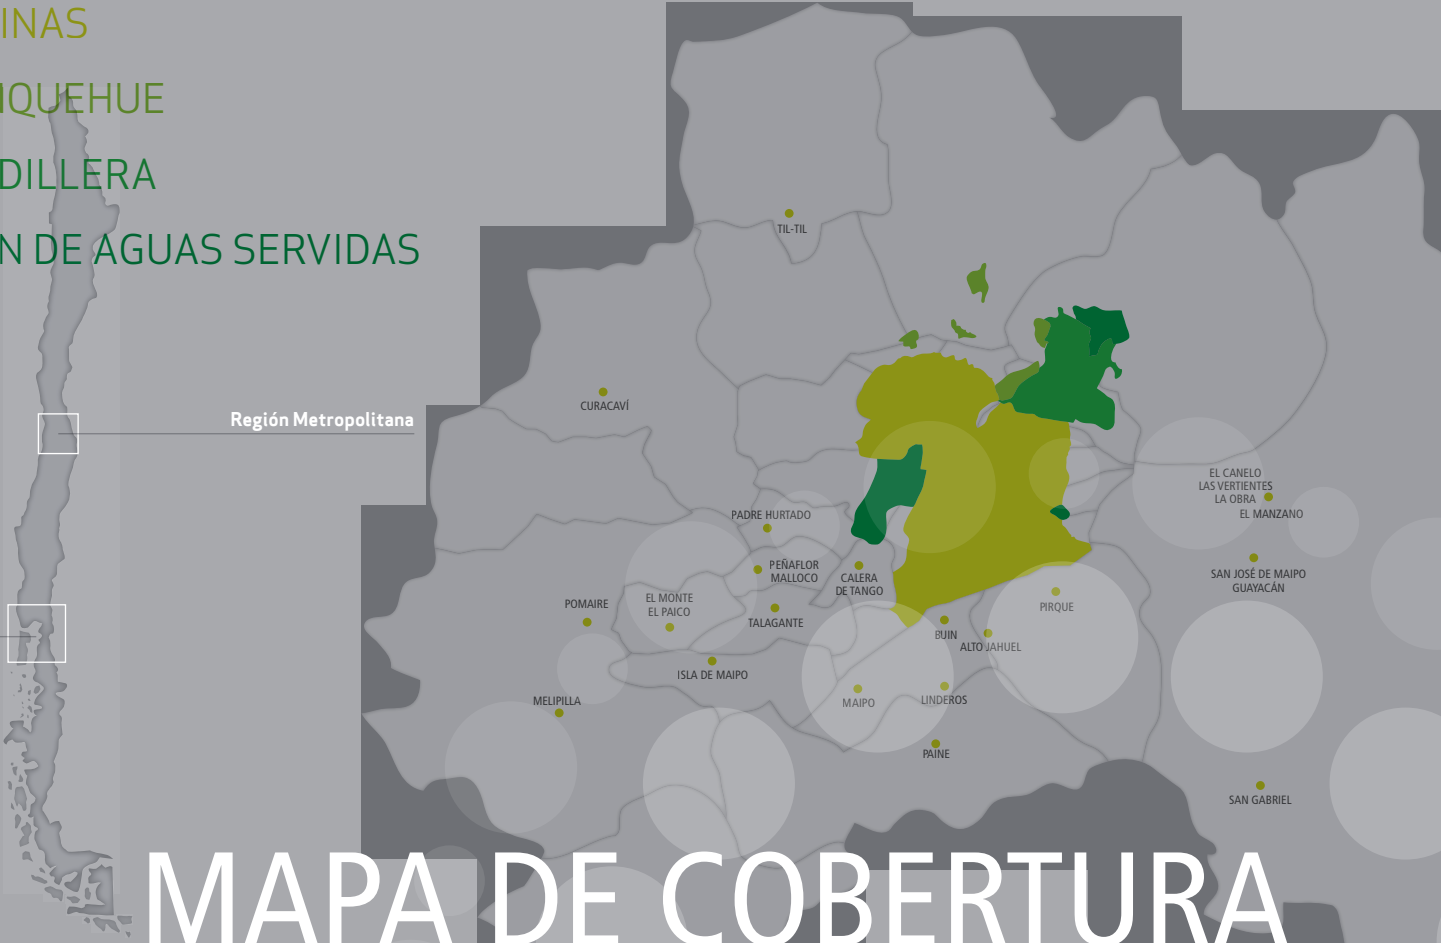 INAS
IQUEHUE
DILLERA
N DE AGUAS SERVIDAS
Región Metropolitana
TIL-TIL
CURACAVÍ
EL CANELO
LAS VERTIENTES
LA OBRA
EL MANZANO
PADRE HURTADO
PEÑAFLOR
MALLOCO
CALERA
DE TANGO
SAN JOSÉ DE MAIPO
GUAYACÁN
POMAIRE
EL MONTE
EL PAICO
TALAGANTE
PIRQUE
BUIN
ALTO JAHUEL
ISLA DE MAIPO
MELIPILLA
MAIPO
LINDEROS
PAINE
SAN GABRIEL
MAPA DE COBERTURA